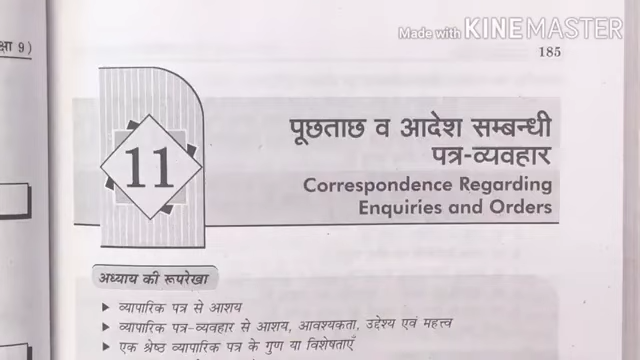 Made with KINEMASTER
क्षा 9)
185
11
पूछताछ व आदेश सम्बन्धी
पत्र-व्यवहार
Correspondence Regarding
Enquiries and Orders
अध्याय की रूपरेखा
▶ व्यापारिक पत्र से आशय
▶ व्यापारिक पत्र-व्यवहार से आशय, आवश्यकता, उद्देश्य एवं महत्त्व
▶ एक श्रेष्ठ व्यापारिक पत्र के गुण या विशेषताएँ